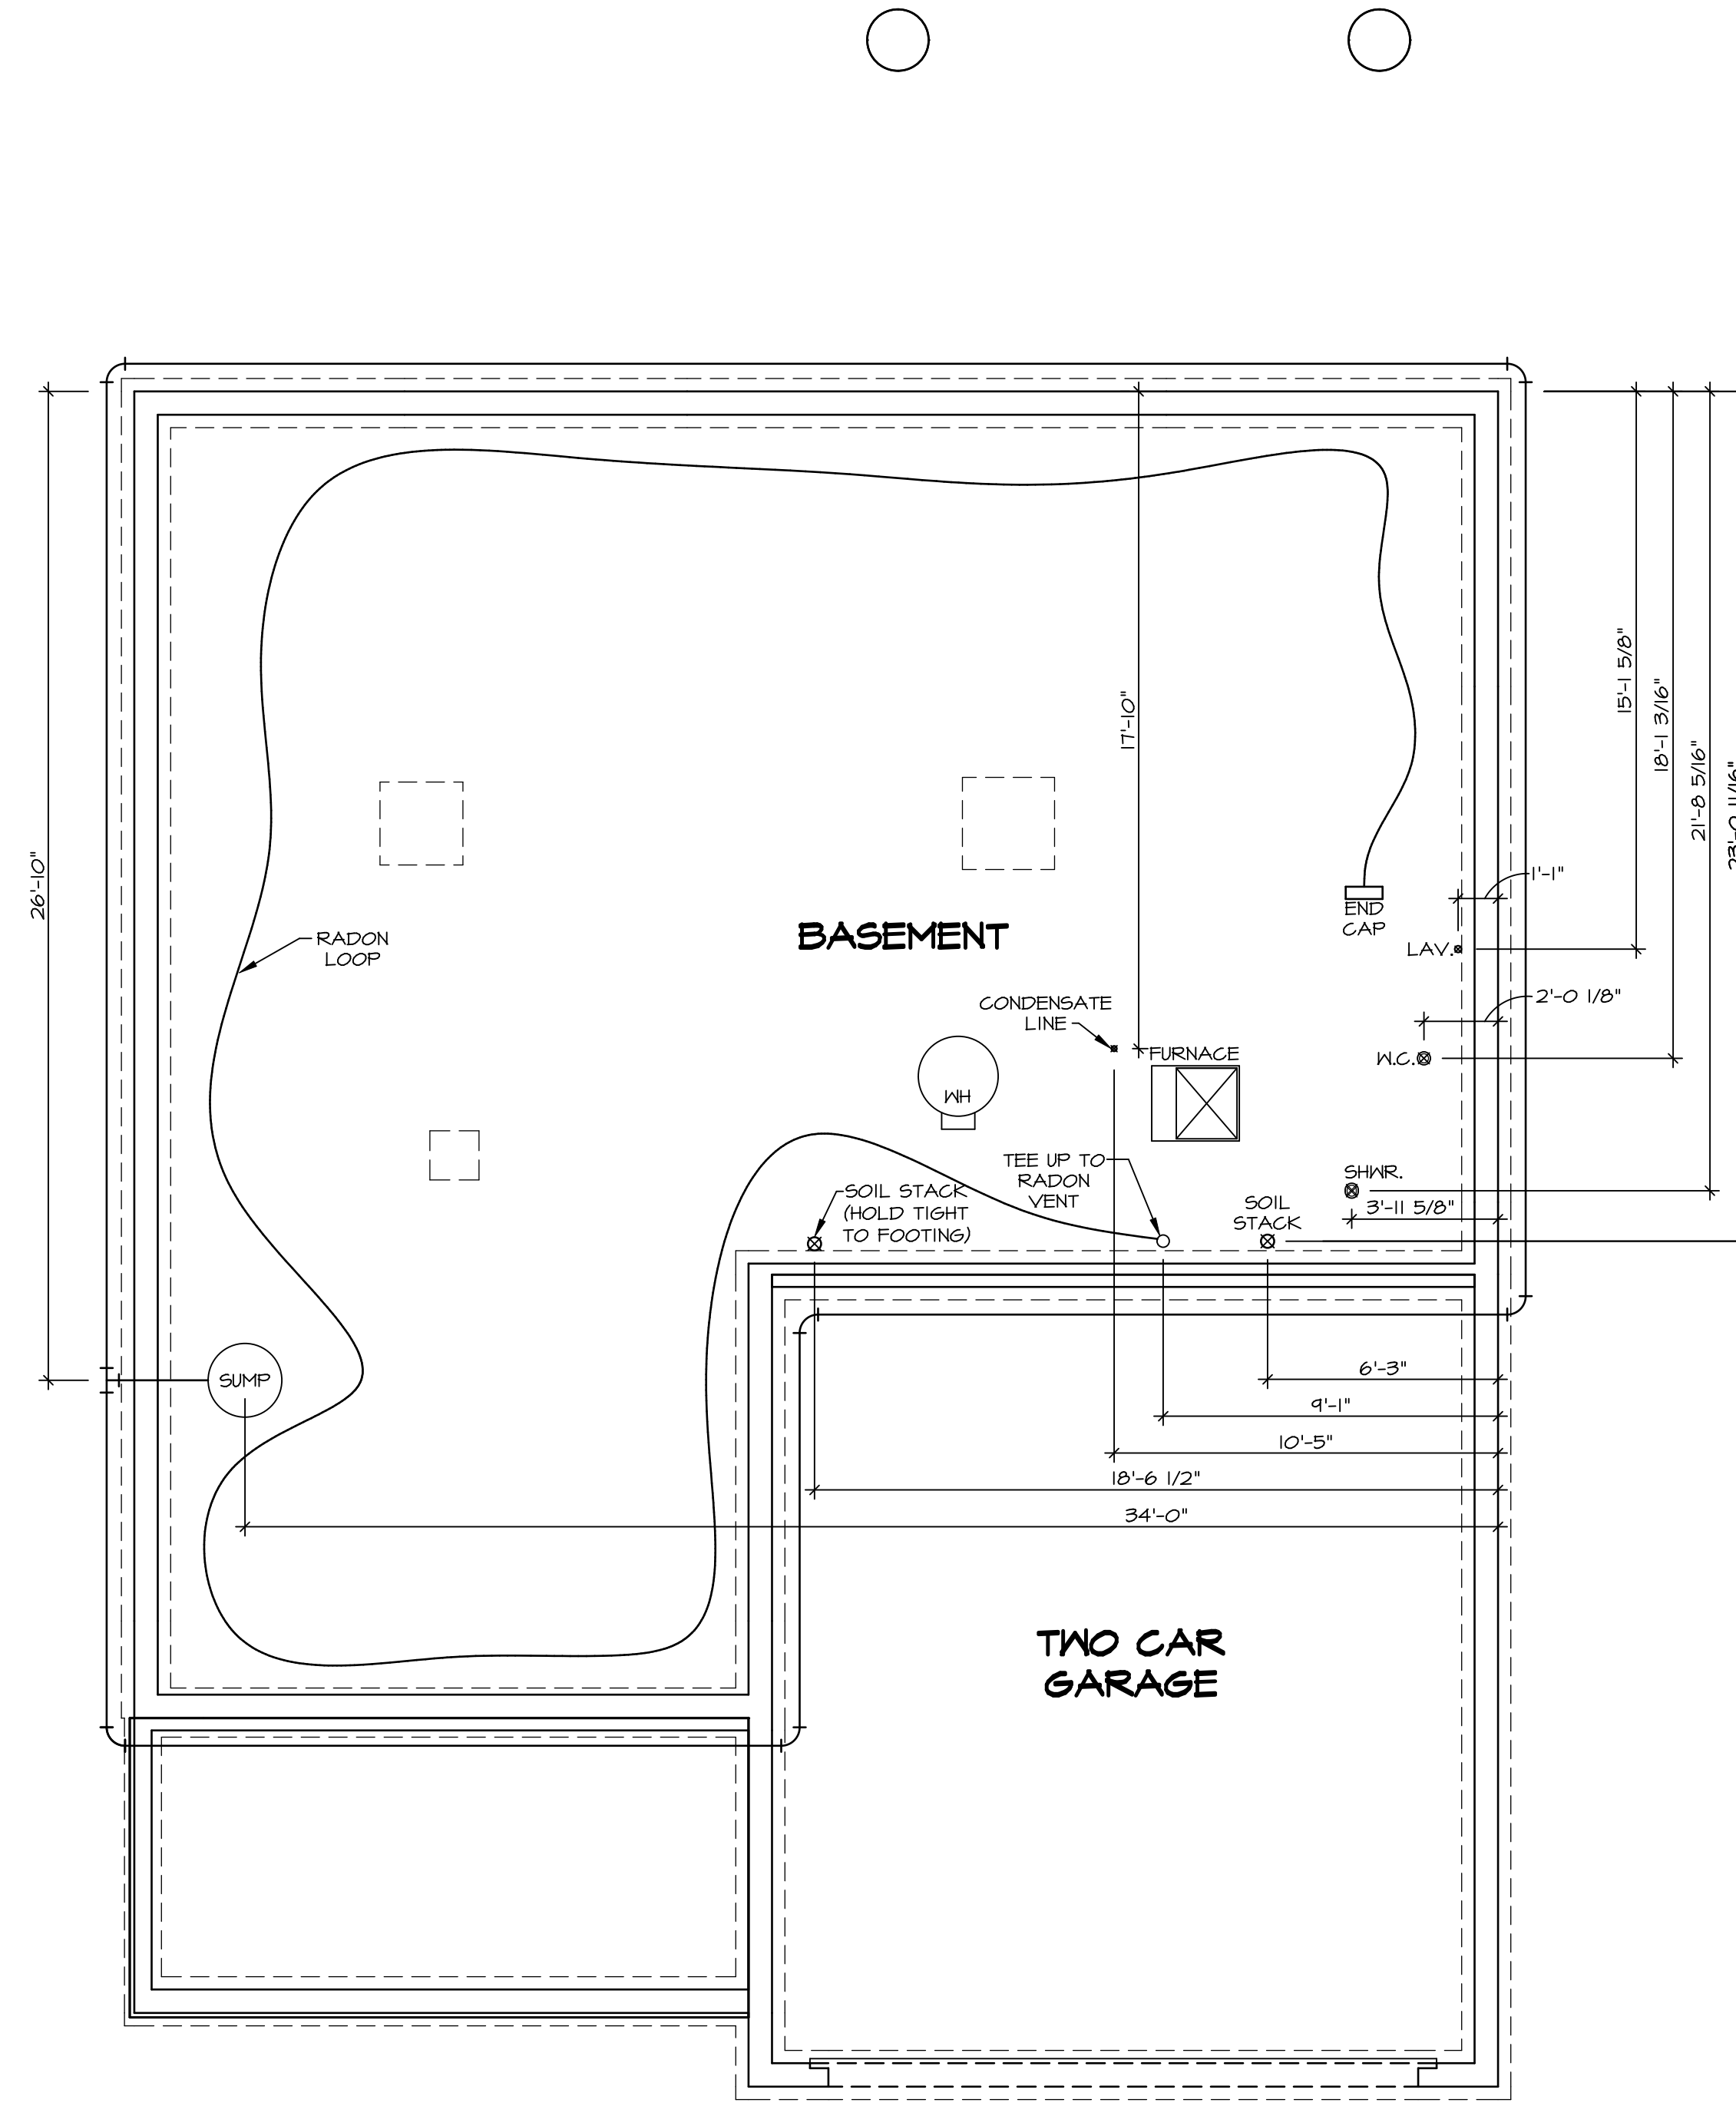 15'-1 5/8"
18'-1 3/16"
17'-10"
21'-8 5/16"
26'-10"
1'-1"
END
CAP
BASEMENT
RADON
LOOP
LAV.
2'-0 1/8"
CONDENSATE
LINE
FURNACE
W.C.
WH
TEE UP TO
RADON
VENT
SHWR.
SOIL STACK
(HOLD TIGHT
TO FOOTING)
SOIL
STACK
3'-11 5/8"
SUMP
6'-3"
9'-1"
10'-5"
18'-6 1/2"
34'-0"
TWO CAR
GARAGE